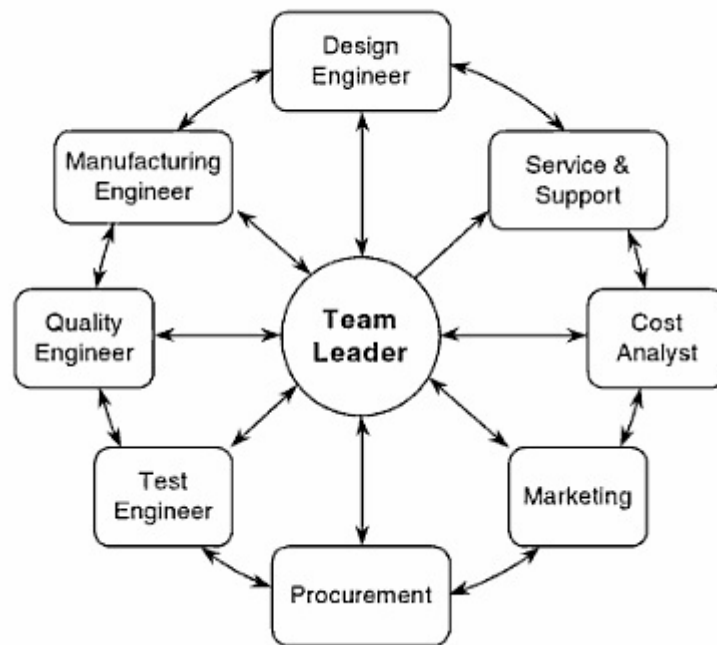 Design
Engineer
Manufacturing
Engineer
Service &
Support
Quality
Engineer
Team
Leader
Cost
Analyst
Test
Engineer
Marketing
Procurement